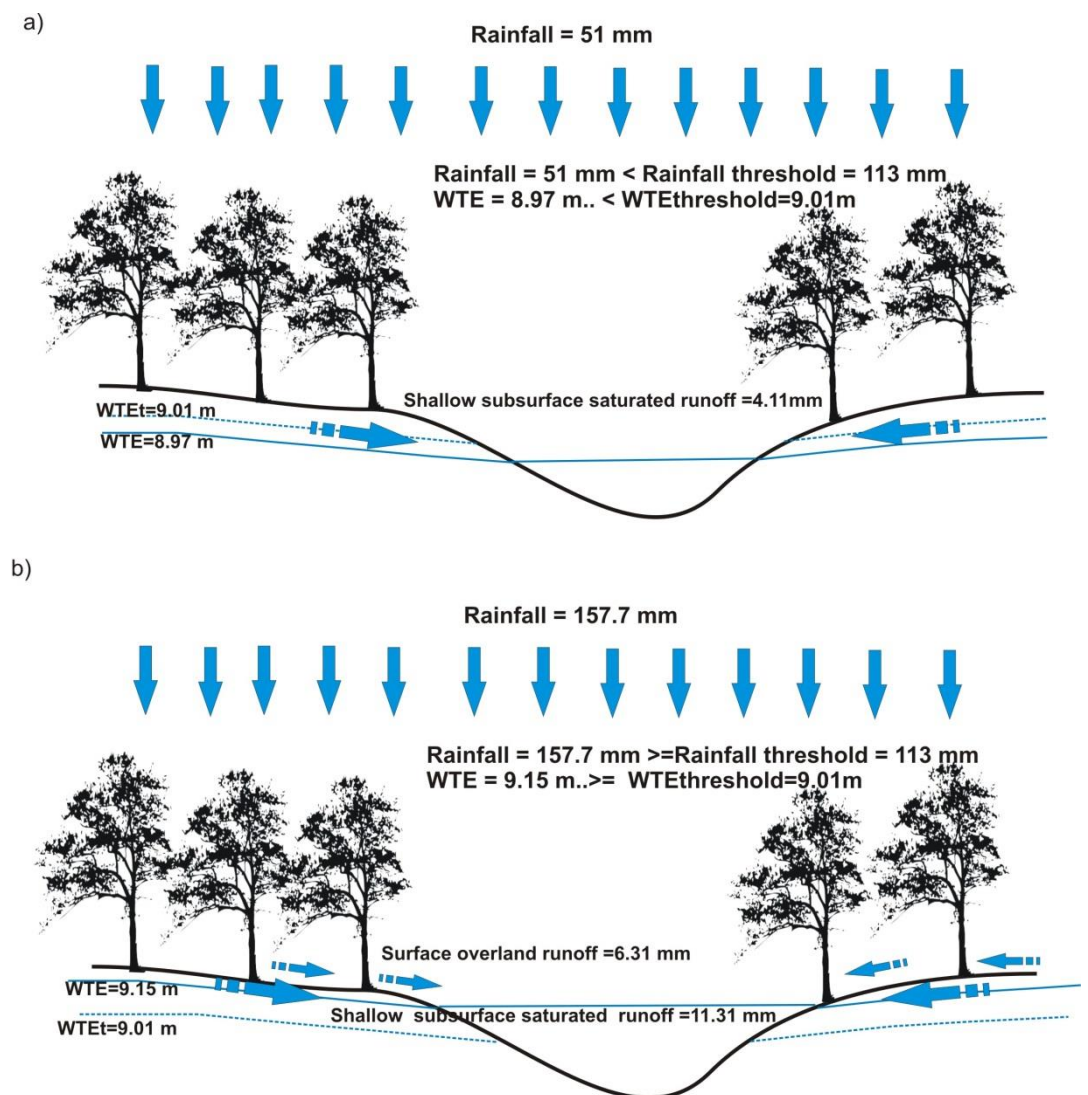 a)
Rainfall = 51 mm
Rainfall = 51 mm < Rainfall threshold = 113 mm
WTE = 8.97 m.. < WTEthreshold=9.01m
Shallow subsurface saturated runoff =4.11mm
WTEt=9.01 m
WTE=8.97 m
b)
Rainfall = 157.7 mm
Rainfall = 157.7 mm >=Rainfall threshold = 113 mm
WTE = 9.15 m..>= WTEthreshold=9.01m
Surface overland runoff =6.31 mm
WTE=9.15 m
Shallow subsurface saturated runoff =11.31 mm
WTEt=9.01 m